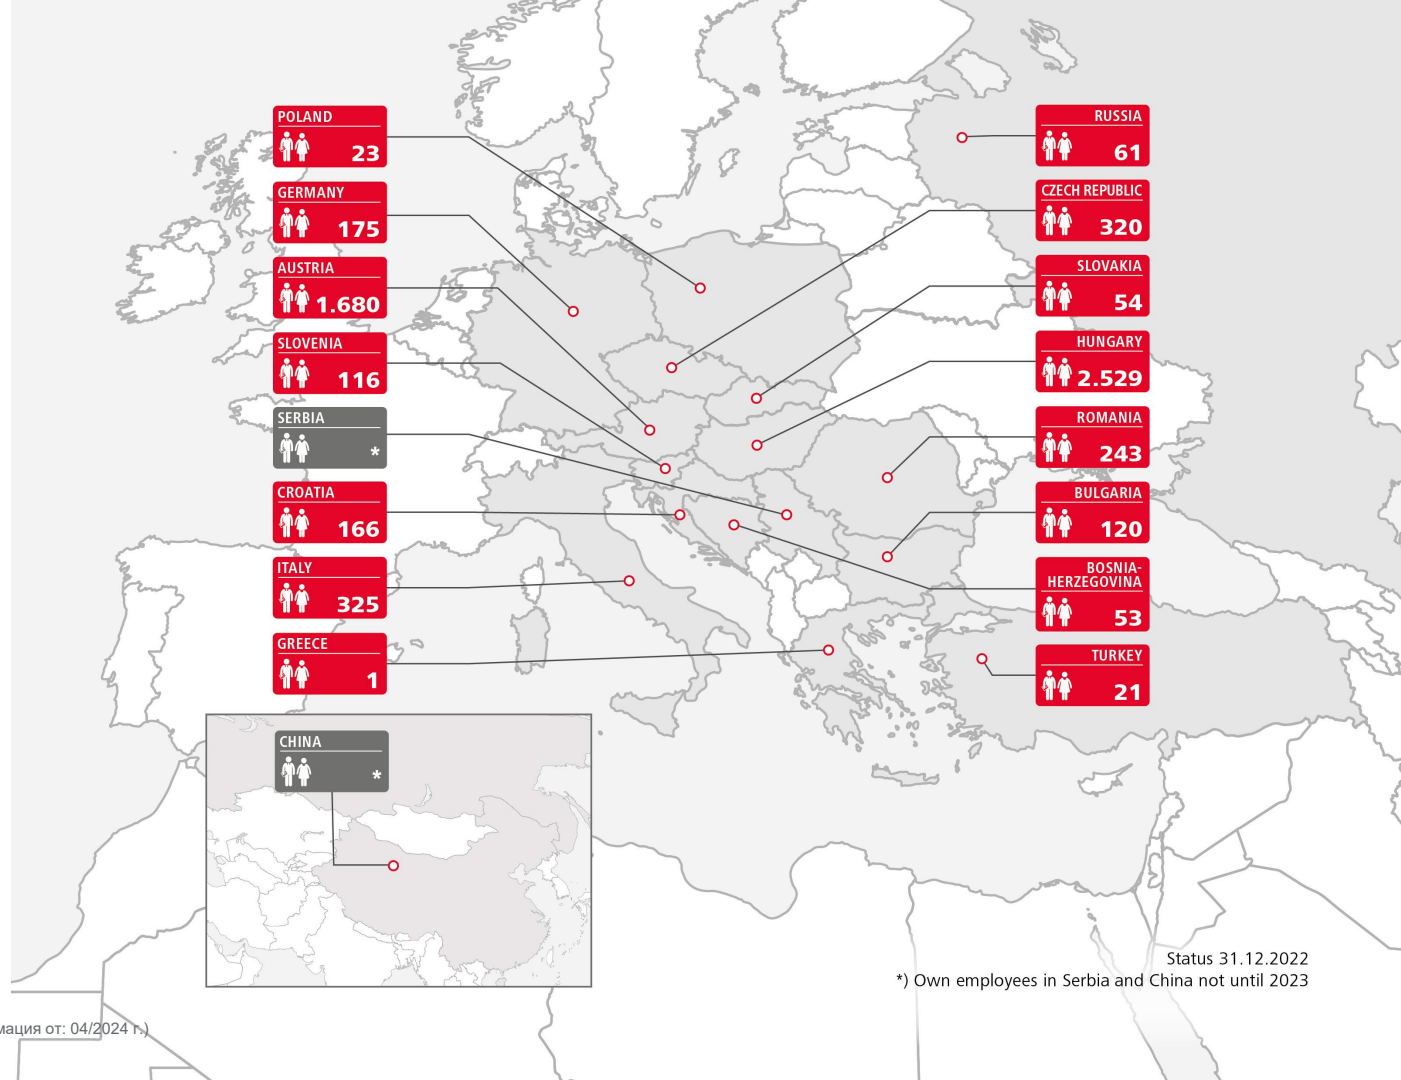 POLAND
23
GERMANY
175
AUSTRIA
1.680
SLOVENIA
116
SERBIA
*
CROATIA
166
ITALY
325
GREECE
1
CHINA
*
RUSSIA
61
CZECH REPUBLIC
320
SLOVAKIA
54
HUNGARY
2.529
ROMANIA
243
BULGARIA
120
BOSNIA-
HERZEGOVINA
53
TURKEY
21
Status 31.12.2022
*) Own employees in Serbia and China not until 2023
от: 04/2024 г.)